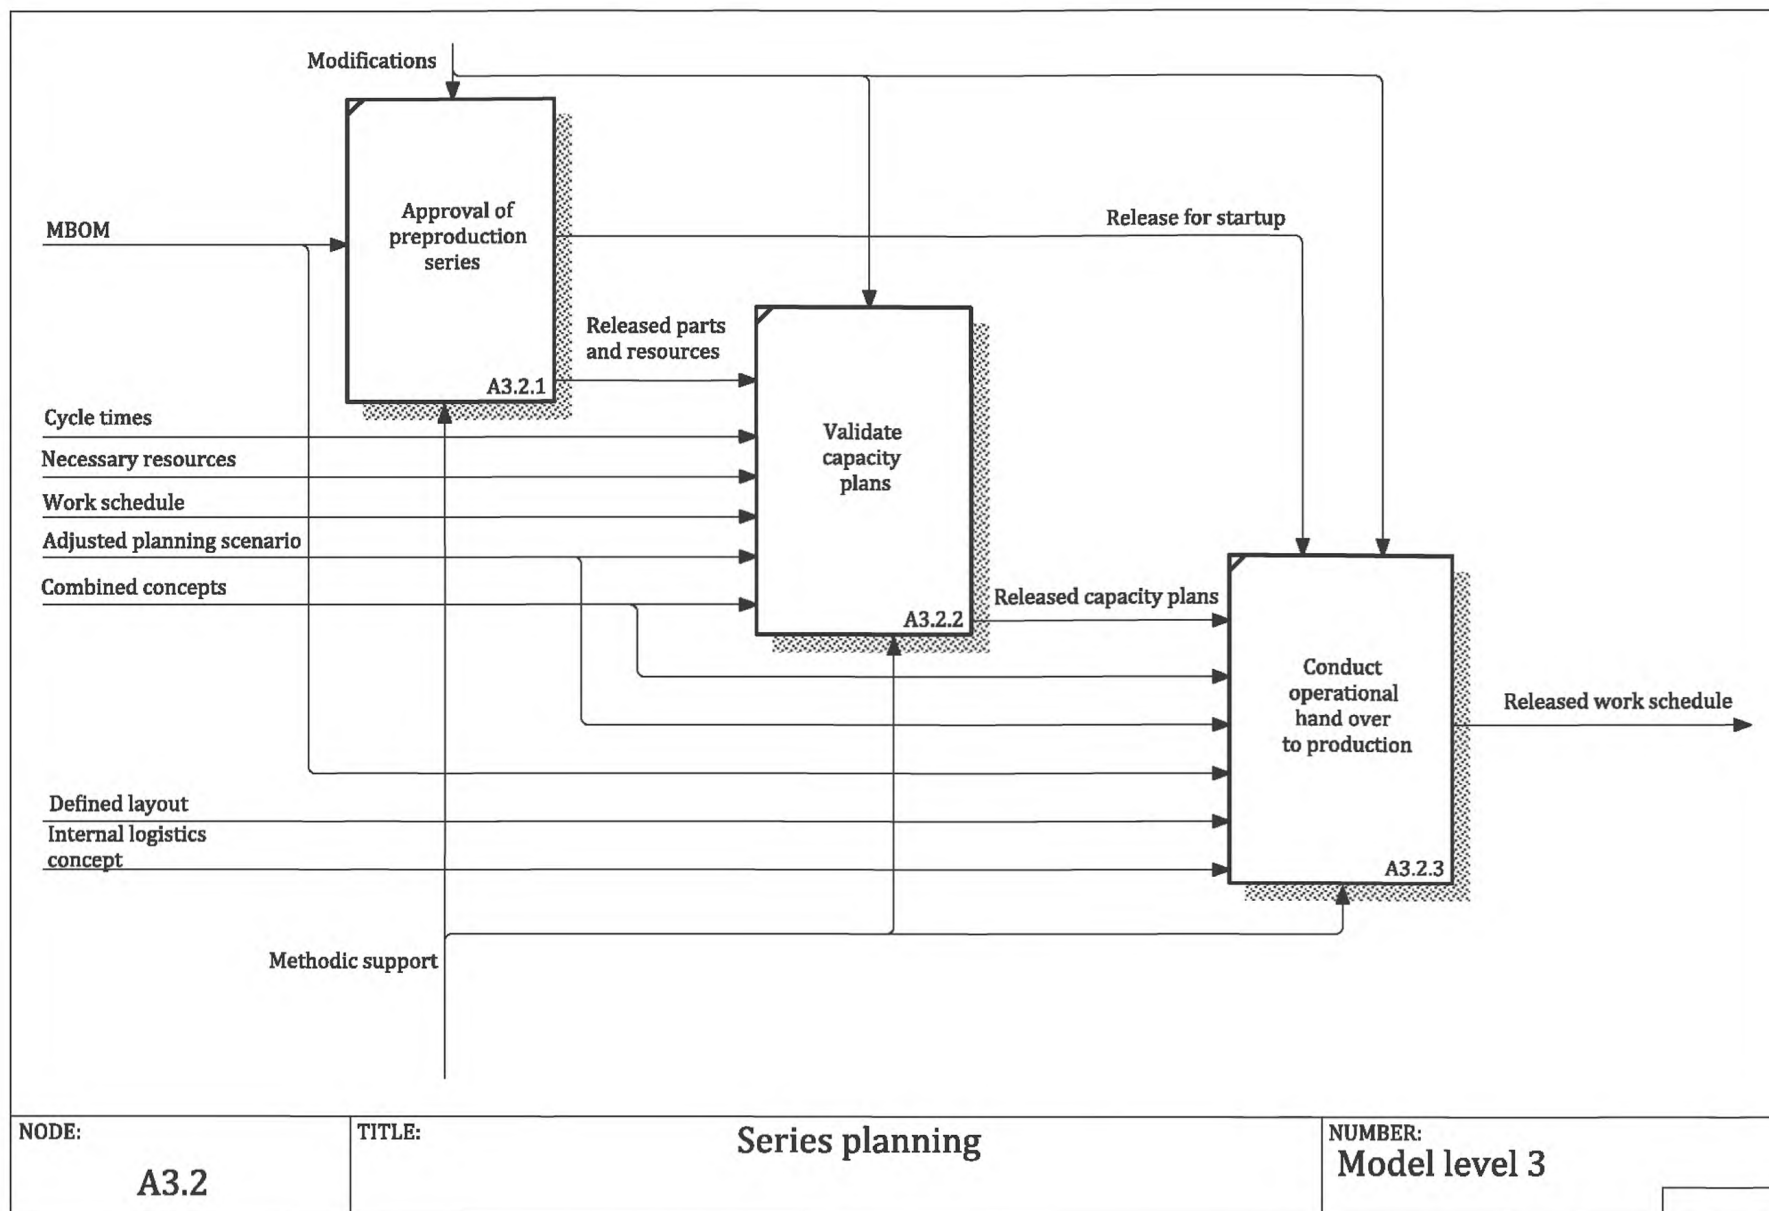 Modifications
Approval of
preproduction
series
A3.2.1
MBOM
Release for startup
Released parts
and resources
Cycle times
Necessary resources
Work schedule
Adjusted planning scenario
Combined concepts
Validate
capacity
plans
A3.2.2
Released capacity plans
Conduct
operational
hand over
to production
A3.2.3
Released work schedule
Defined layout
Internal logistics
concept
Methodic support
NODE:
A3.2
TITLE:
Series planning
NUMBER:
Model level 3